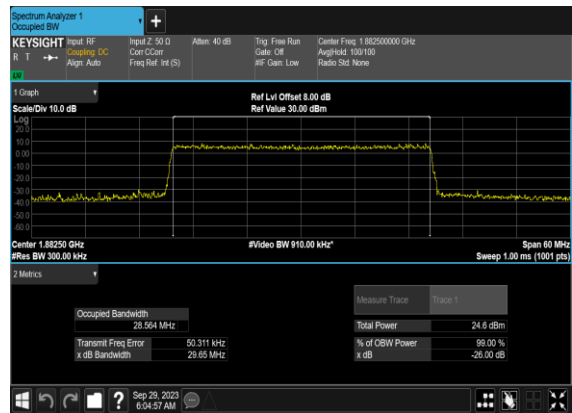 Spectrum Analyzer 1
Occupied BW
KEYSIGHT
R T
Input: RF
Coupling: DC
Align: Auto
Input Z: 50 Ω
Corr CCorr
Freq Ref: Int (S)
Atten: 40 dB
Trig: Free Run
Gate: Off
#IF Gain: Low
Center Freq: 1.882500000 GHz
Avg|Hold: 100/100
Radio Std: None
1 Graph
Scale/Div 10.0 dB
Ref Lvl Offset 8.00 dB
Ref Value 30.00 dBm
Log
20.0
10.0
0.00
-10.0
-20.0
-30.0
-40.0
-50.0
-60.0
Center 1.88250 GHz
#Res BW 300.00 kHz
#Video BW 910.00 kHz*
Span 60 MHz
Sweep 1.00 ms (1001 pts)
2 Metrics
Measure Trace
Trace 1
Occupied Bandwidth
28.564 MHz
Total Power
24.6 dBm
Transmit Freq Error
50.311 kHz
% of OBW Power
99.00 %
x dB Bandwidth
29.65 MHz
x dB
-26.00 dB
?
Sep 29, 2023
6:04:57 AM